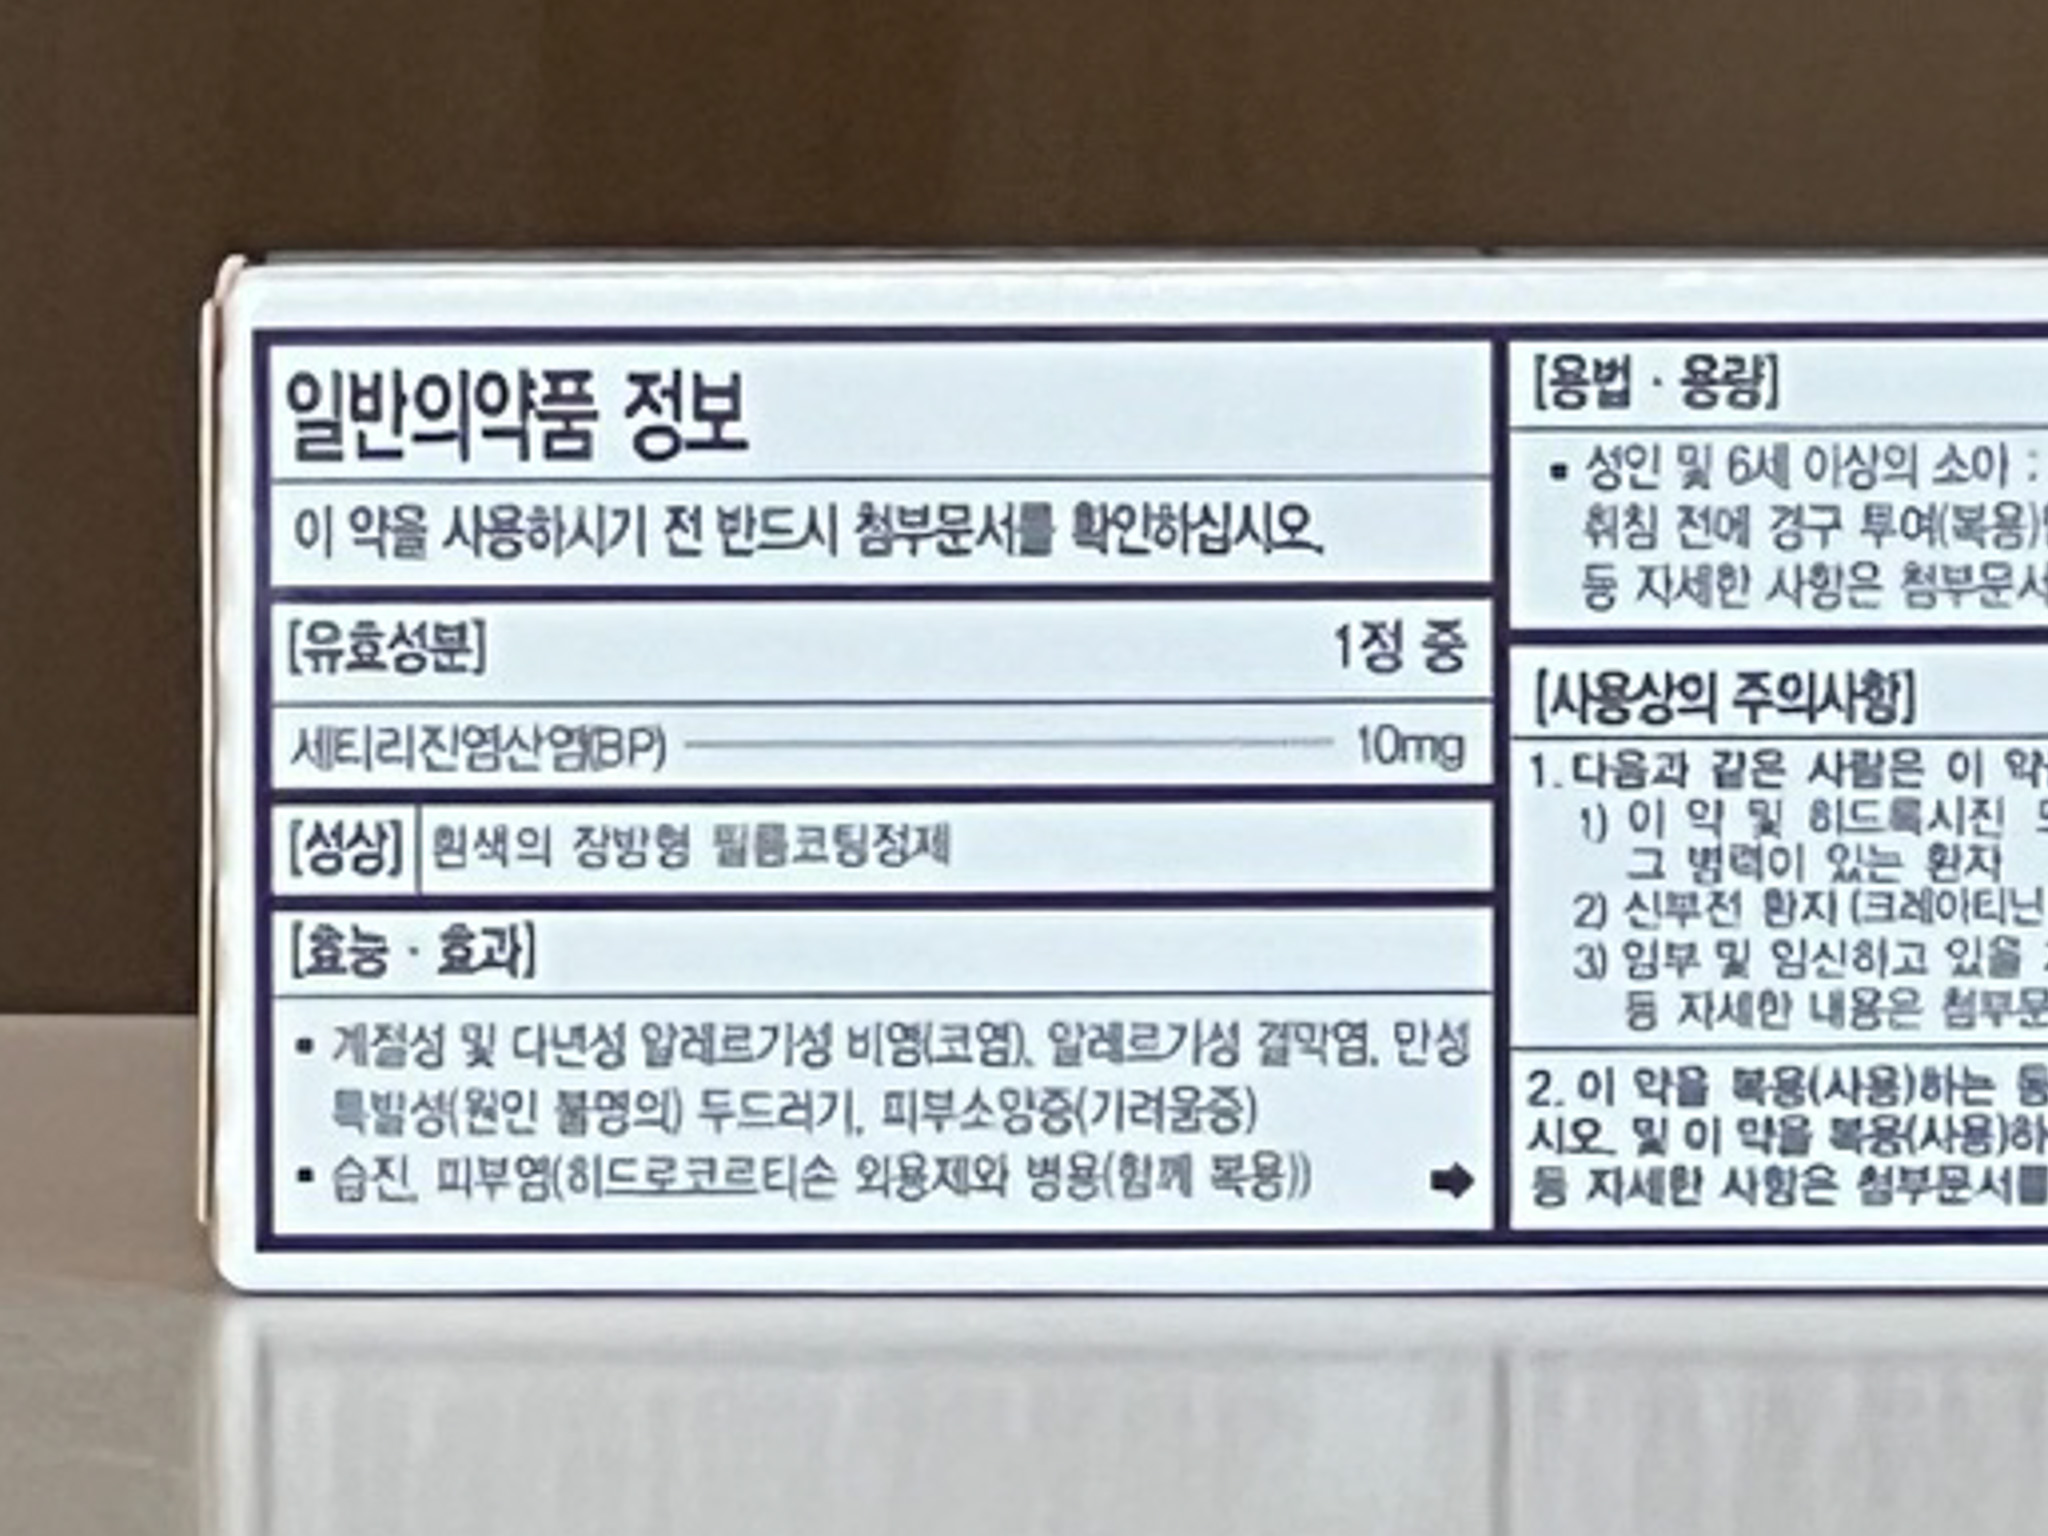 일반의약품 정보
이 약을 사용하시기 전 반드시 첨부문서를 확인하십시오.
[유효성분] 1정 중
세티리진염산염(BP) 10mg
[성상] 흰색의 장방형 필름코팅정제
[효능 · 효과]
▪ 계절성 및 다년성 알레르기성 비염(코염), 알레르기성 결막염, 만성
특발성(원인 불명의) 두드러기, 피부소양증(가려움증)
▪ 습진, 피부염(히드로코르티손 외용제와 병용(함께 복용))
[용법 · 용량]
▪ 성인 및 6세 이상의 소아 :
취침 전에 경구 투여(복용)
등 자세한 사항은 첨부문서
[사용상의 주의사항]
1. 다음과 같은 사람은 이 약
1) 이 약 및 히드록시진
그 병력이 있는 환자
2) 신부전 환자 (크레아티닌
3) 임부 및 임신하고 있을
등 자세한 내용은 첨부문
2. 이 약을 복용(사용)하는 동
시오. 및 이 약을 복용(사용)하
등 자세한 사항은 첨부문서를